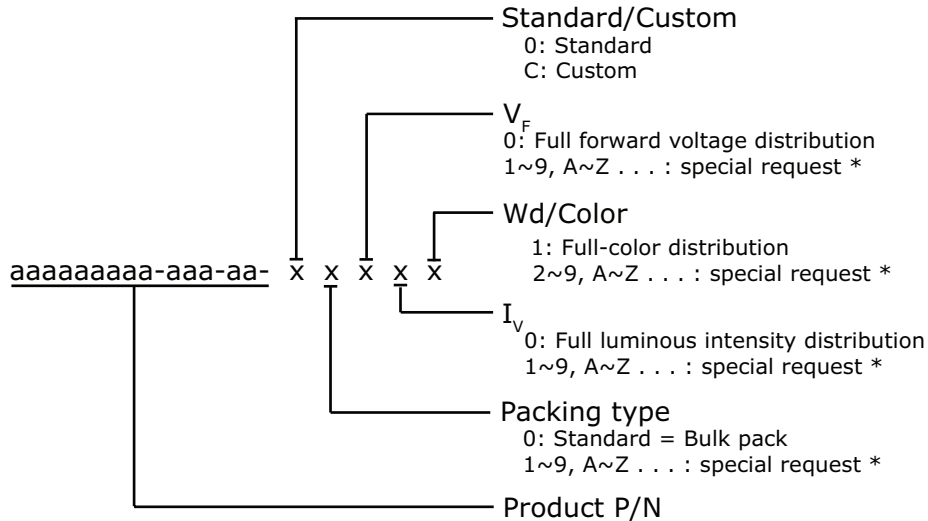 Standard/Custom
0: Standard
C: Custom
VF
0: Full forward voltage distribution
1~9, A~Z . . . : special request *
Wd/Color
1: Full-color distribution
2~9, A~Z . . . : special request *
aaaaaaaaa-aaa-aa- x x x x x
IV
0: Full luminous intensity distribution
1~9, A~Z . . . : special request *
Packing type
0: Standard = Bulk pack
1~9, A~Z . . . : special request *
Product P/N